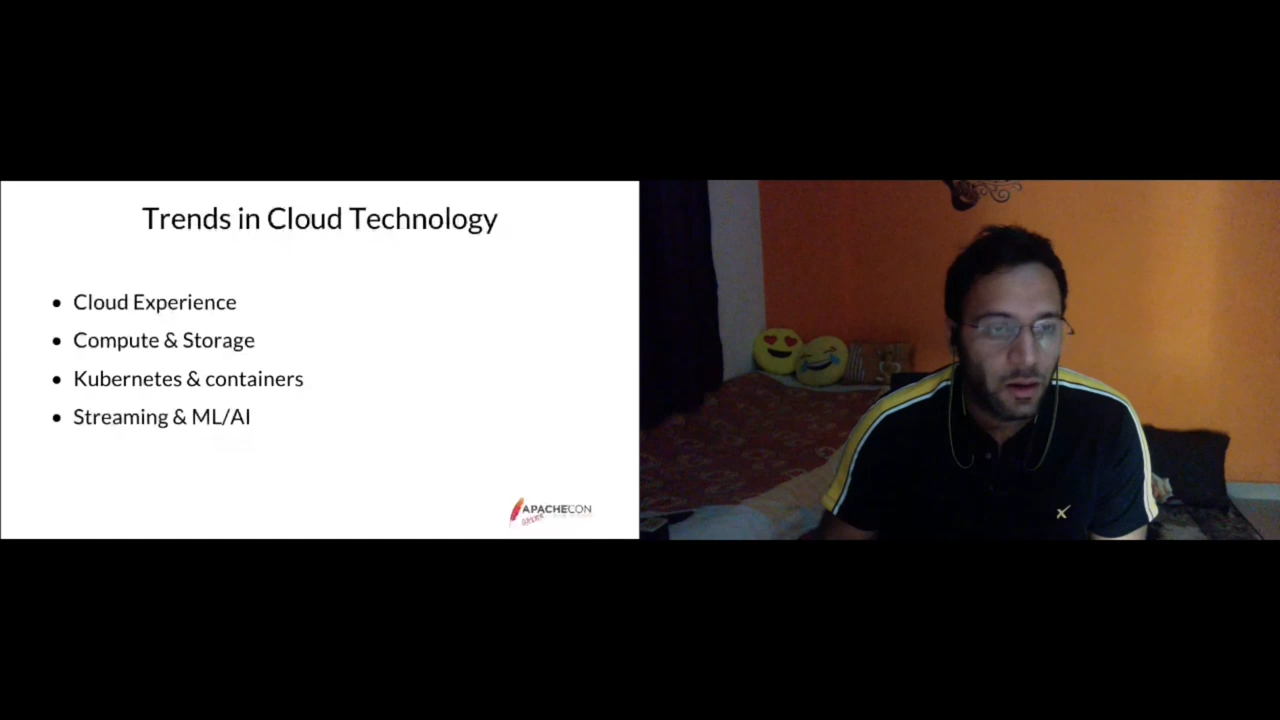 Trends in Cloud Technology
• Cloud Experience
• Compute & Storage
• Kubernetes & containers
• Streaming & ML/AI
APACHECON